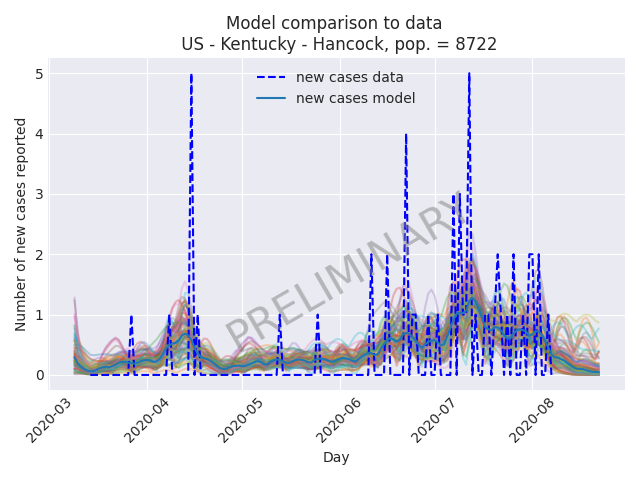 Model comparison to data
US - Kentucky - Hancock, pop. = 8722
new cases data
new cases model
PRELIMINARY
Number of new cases reported
5
4
3
2
1
0
2020-03
2020-04
2020-05
2020-06
2020-07
2020-08
Day